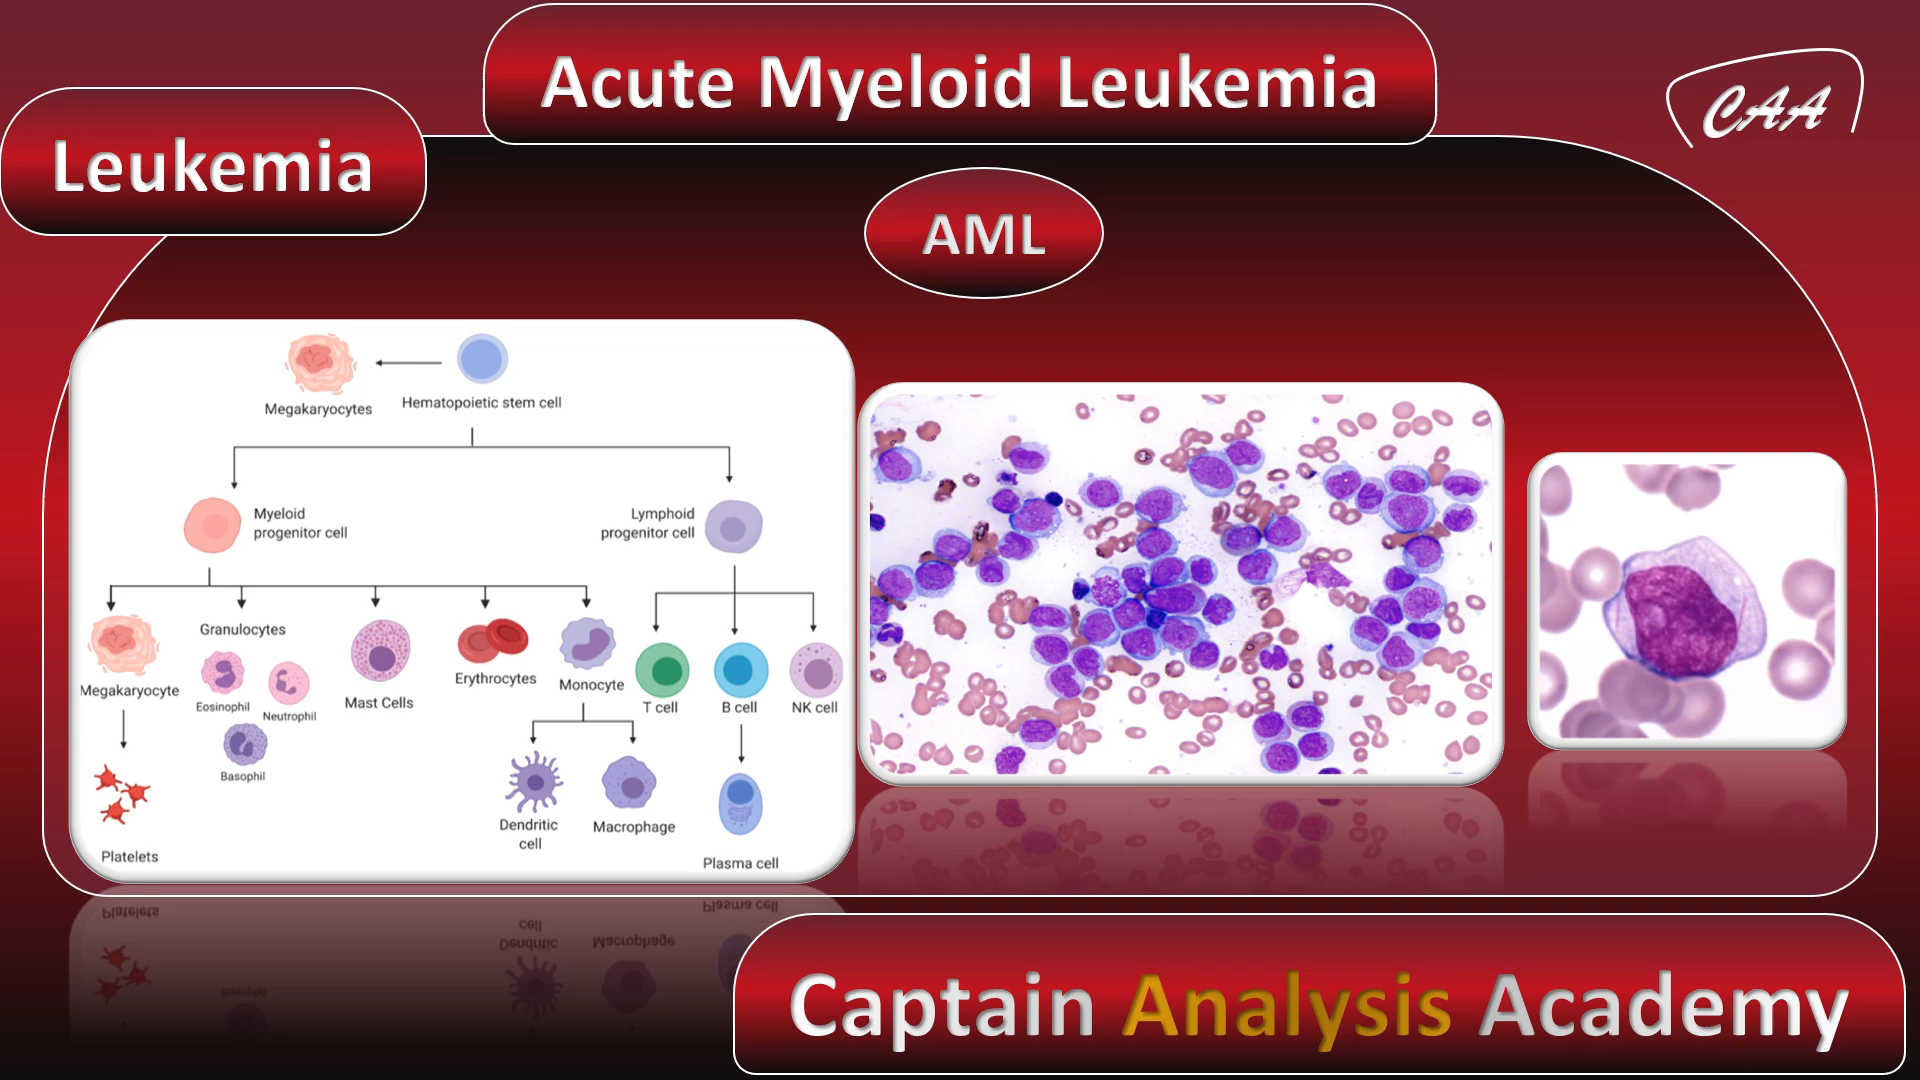 Acute Myeloid Leukemia
CAA
Leukemia
AML
Megakaryocytes
Hematopoietic stem cell
Myeloid
progenitor cell
Lymphoid
progenitor cell
Granulocytes
Megakaryocyte
Eosinophil
Neutrophil
Basophil
Mast Cells
Erythrocytes
Monocyte
T cell
B cell
NK cell
Platelets
Dendritic
cell
Macrophage
Plasma cell
Captain Analysis Academy